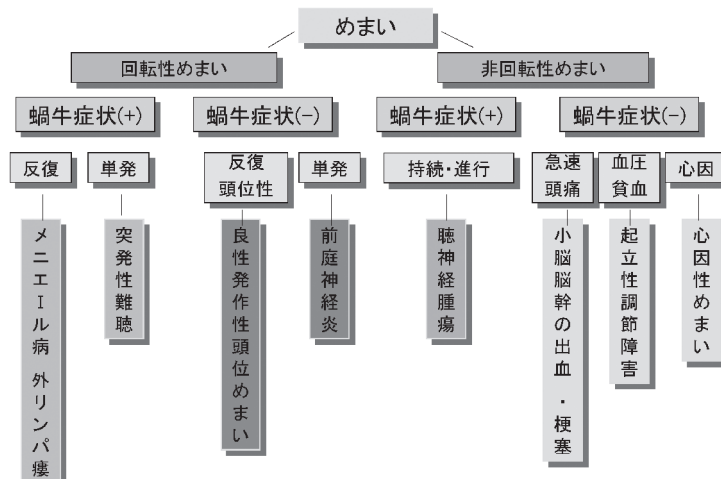 めまい
回転性めまい
非回転性めまい
蝸牛症状(+)
蝸牛症状(−)
蝸牛症状(+)
蝸牛症状(−)
反復
単発
反復
頭位性
単発
持続・進行
急速
頭痛
血圧
貧血
心因
メニエール病 外リンパ瘻
突発性難聴
良性発作性頭位めまい
前庭神経炎
聴神経腫瘍
小脳脳幹の出血・梗塞
起立性調節障害
心因性めまい